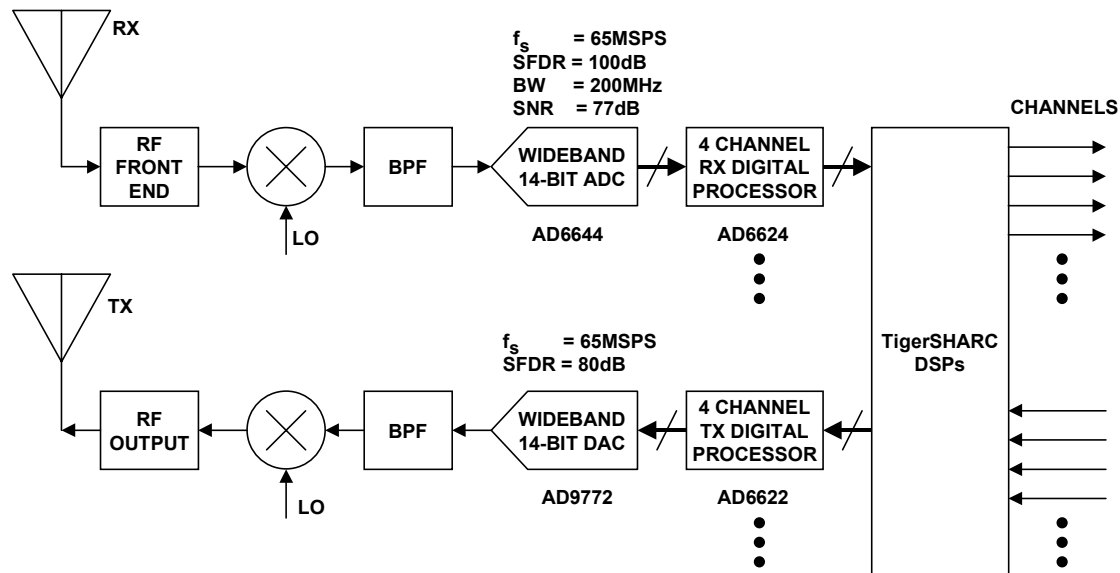 RX
f_s = 65MSPS
SFDR = 100dB
BW = 200MHz
SNR = 77dB
CHANNELS
RF
FRONT
END
BPF
WIDEBAND
14-BIT ADC
4 CHANNEL
RX DIGITAL
PROCESSOR
LO
AD6644
AD6624
TX
f_s = 65MSPS
SFDR = 80dB
TigerSHARC
DSPs
RF
OUTPUT
BPF
WIDEBAND
14-BIT DAC
4 CHANNEL
TX DIGITAL
PROCESSOR
LO
AD9772
AD6622